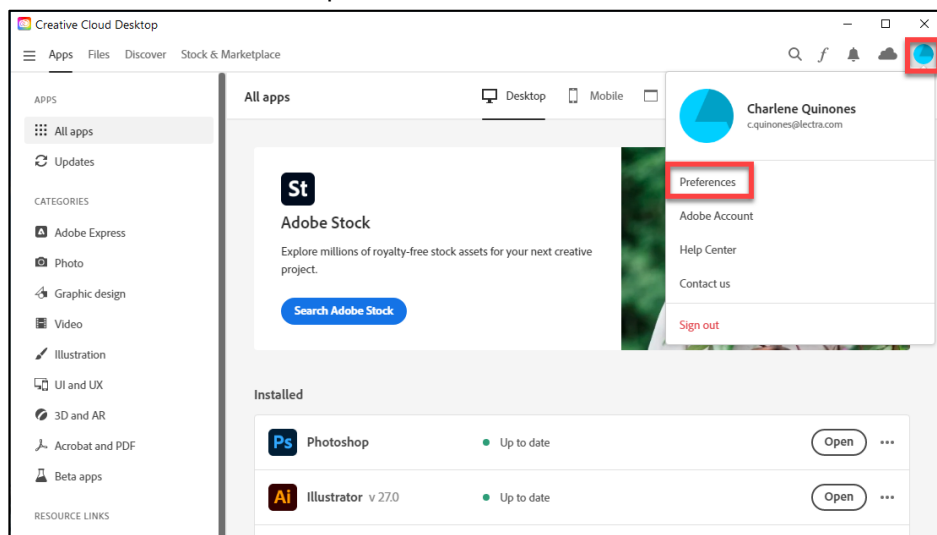 Creative Cloud Desktop
Apps Files Discover Stock & Marketplace
APPS
All apps
Updates
CATEGORIES
Adobe Express
Photo
Graphic design
Video
Illustration
UI and UX
3D and AR
Acrobat and PDF
Beta apps
RESOURCE LINKS
All apps
Desktop
Mobile
St
Adobe Stock
Explore millions of royalty-free stock assets for your next creative
project.
Search Adobe Stock
Charlene Quinones
c.quinones@lectra.com
Preferences
Adobe Account
Help Center
Contact us
Sign out
Installed
Ps Photoshop Up to date Open
Ai Illustrator v 27.0 Up to date Open